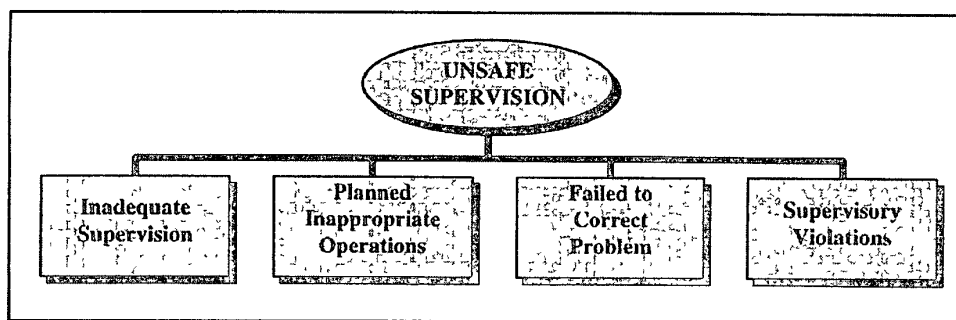 UNSAFE
SUPERVISION
Inadequate
Supervision
Planned
Inappropriate
Operations
Failed to
Correct
Problem
Supervisory
Violations